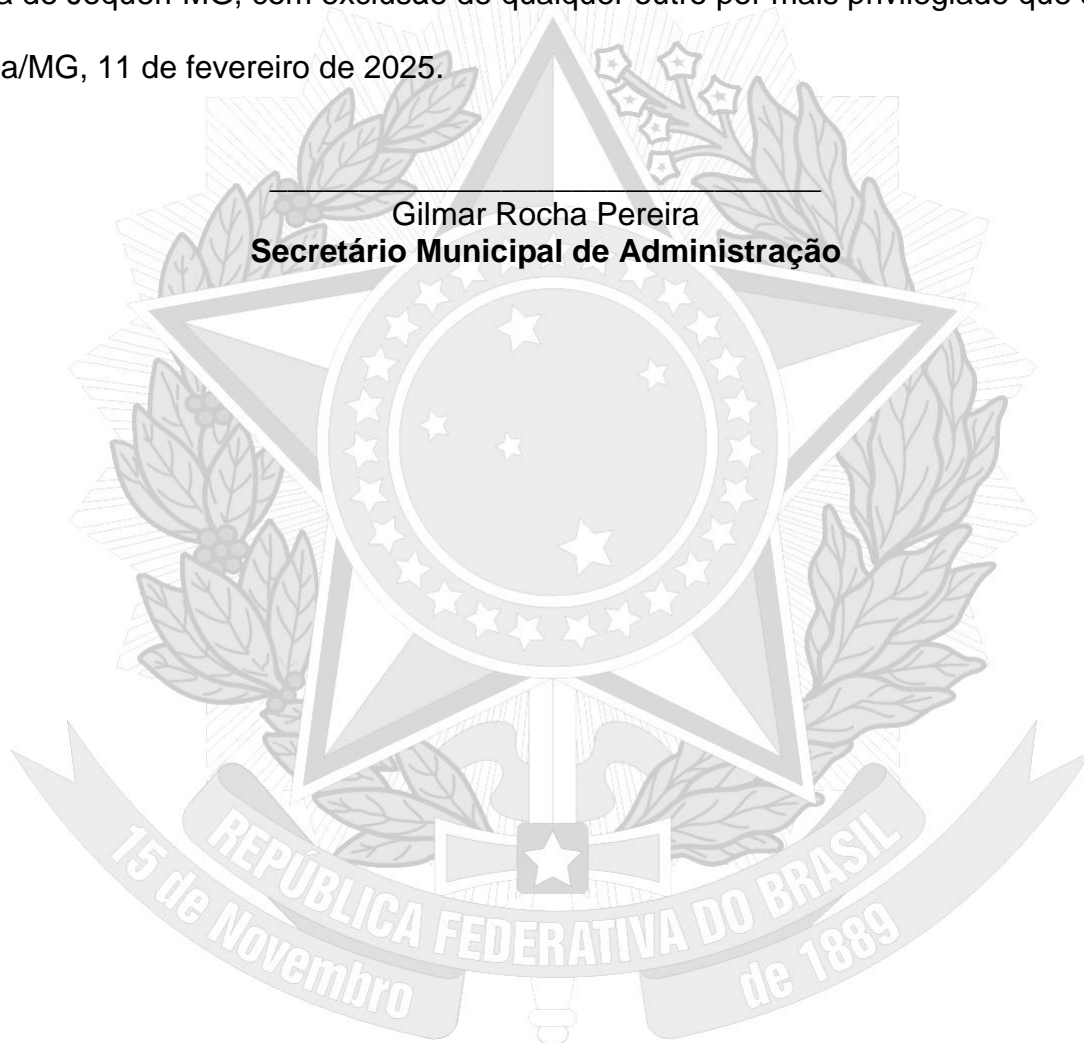 de Jequeri-MG, com exclusão de qualquer outro por mais privilegiado que
a/MG, 11 de fevereiro de 2025.
Gilmar Rocha Pereira
Secretário Municipal de Administração
REPÚBLICA FEDERATIVA DO BRASIL
15 de Novembro de 1889